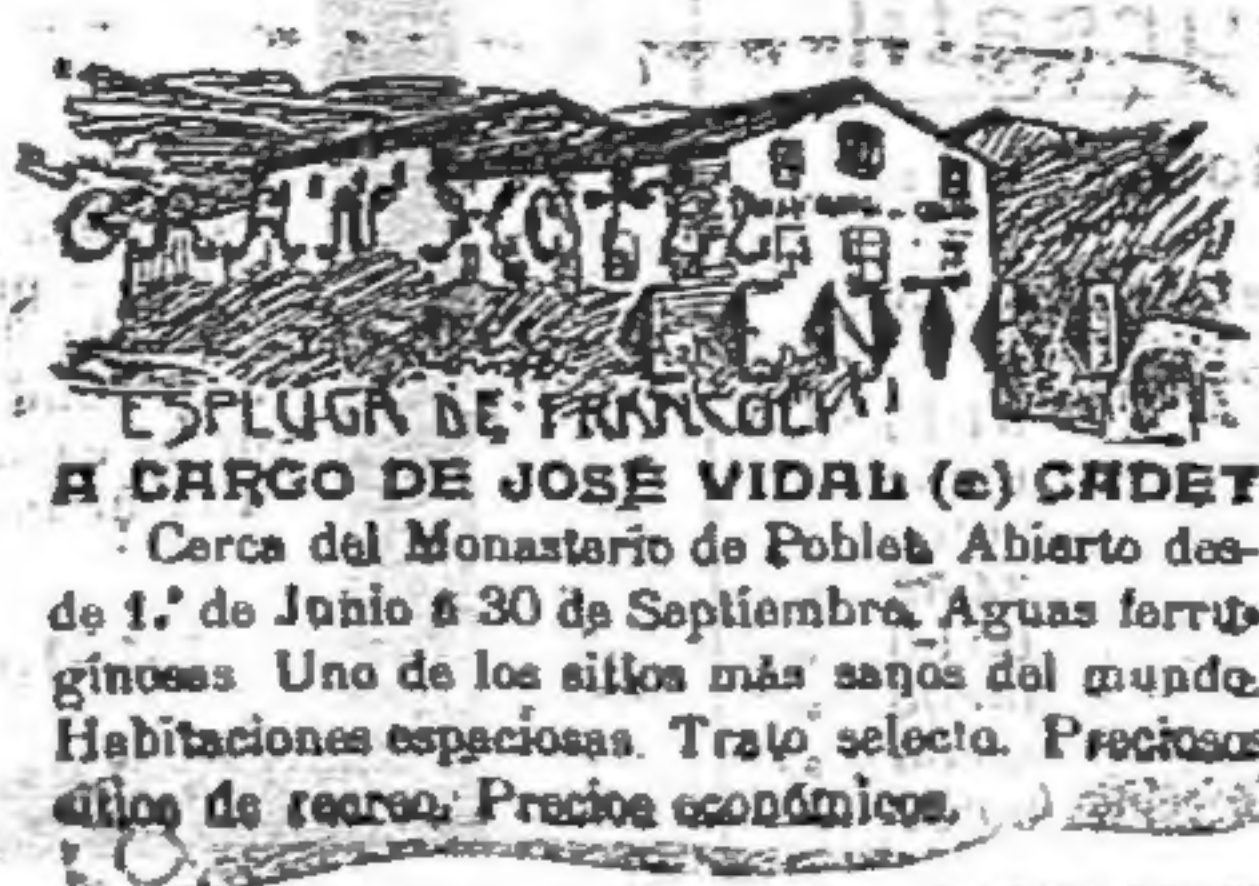 GRAN HOTEL
ESPLUGA DE FRANCOLI
A CARGO DE JOSÉ VIDAL (a) CADET
Cerca del Monasterio de Poblet. Abierto des-
de 1.º de Junio á 30 de Septiembre. Aguas ferru-
ginosas. Uno de los sitios más sanos del mundo.
Habitaciones espaciosas. Trato selecto. Preciosos
sitios de recreo. Precios económicos.